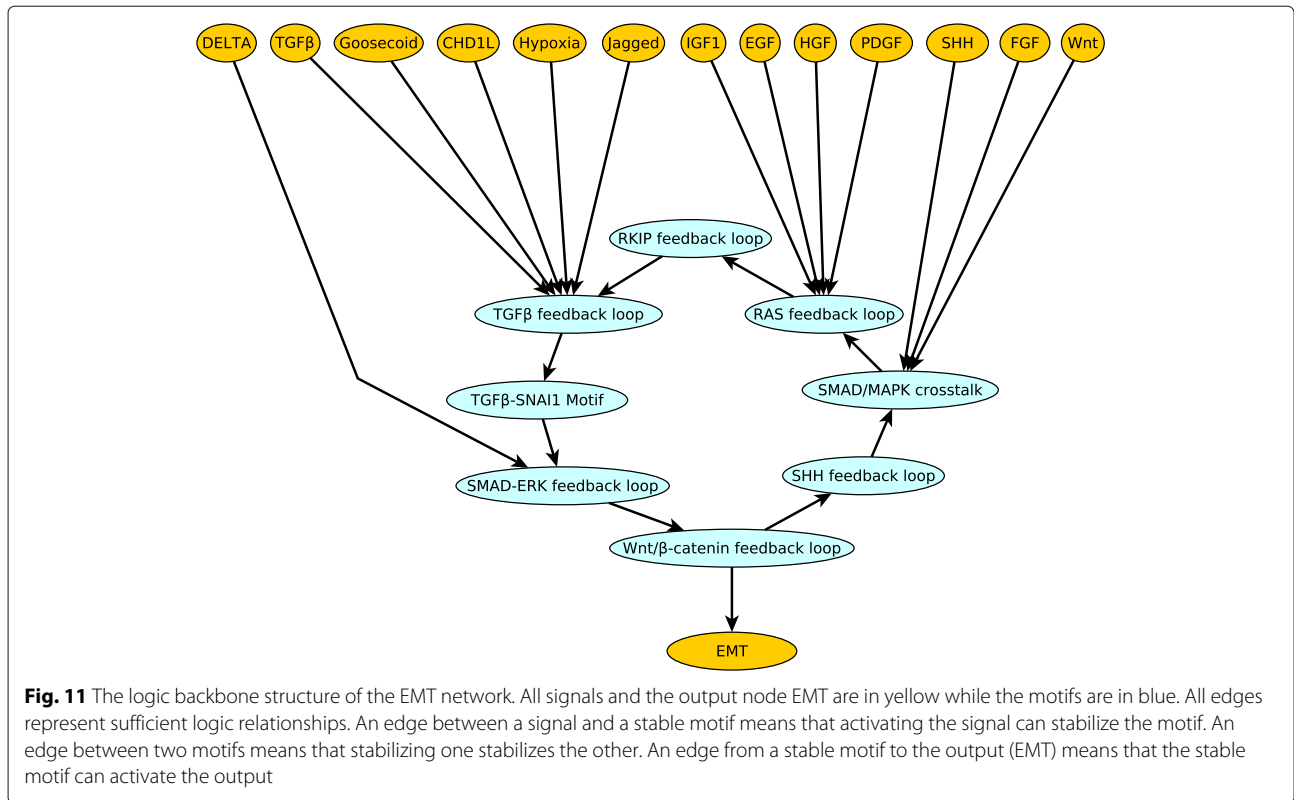 DELTA TGFβ Goosecoid CHD1L Hypoxia Jagged IGF1 EGF HGF PDGF SHH FGF Wnt
RKIP feedback loop
TGFβ feedback loop RAS feedback loop
TGFβ-SNAI1 Motif SMAD/MAPK crosstalk
SMAD-ERK feedback loop SHH feedback loop
Wnt/β-catenin feedback loop
EMT
Fig. 11 The logic backbone structure of the EMT network. All signals and the output node EMT are in yellow while the motifs are in blue. All edges
represent sufficient logic relationships. An edge between a signal and a stable motif means that activating the signal can stabilize the motif. An
edge between two motifs means that stabilizing one stabilizes the other. An edge from a stable motif to the output (EMT) means that the stable
motif can activate the output